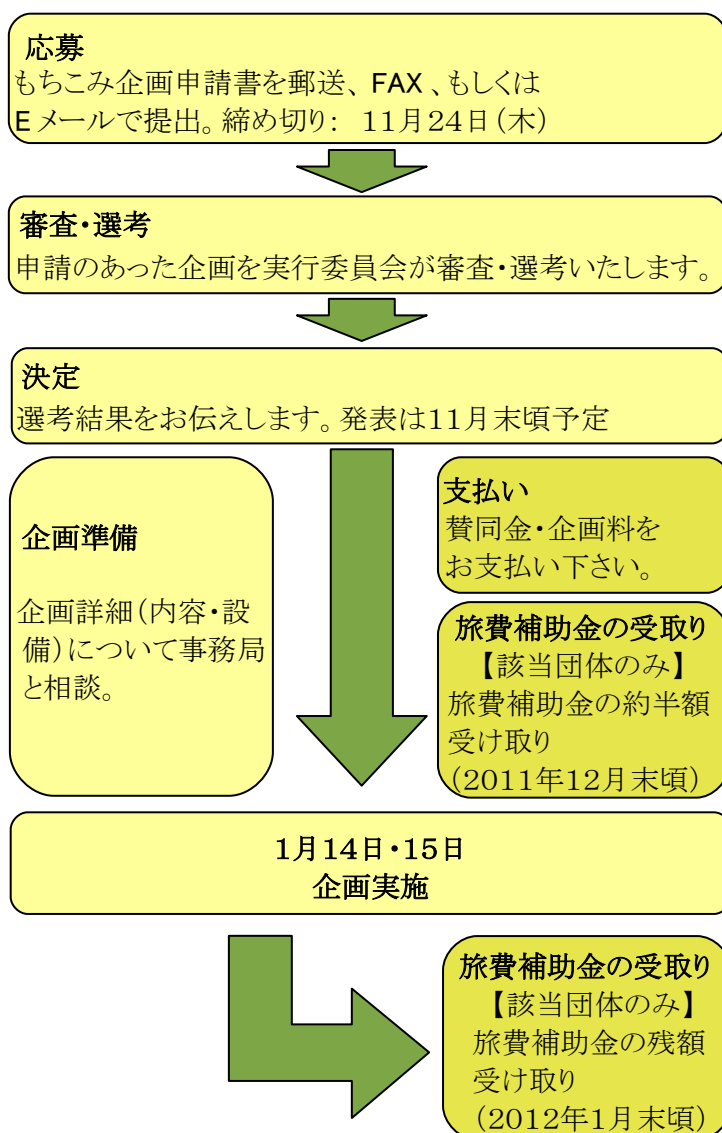 応募
もちこみ企画申請書を郵送、FAX、もしくは
Eメールで提出。締め切り： 11月24日(木)
審査・選考
申請のあった企画を実行委員会が審査・選考いたします。
決定
選考結果をお伝えします。発表は11月末頃予定
企画準備
企画詳細(内容・設
備)について事務局
と相談。
支払い
賛同金・企画料を
お支払い下さい。
旅費補助金の受取り
【該当団体のみ】
旅費補助金の約半額
受け取り
(2011年12月末頃)
1月14日・15日
企画実施
旅費補助金の受取り
【該当団体のみ】
旅費補助金の残額
受け取り
(2012年1月末頃)